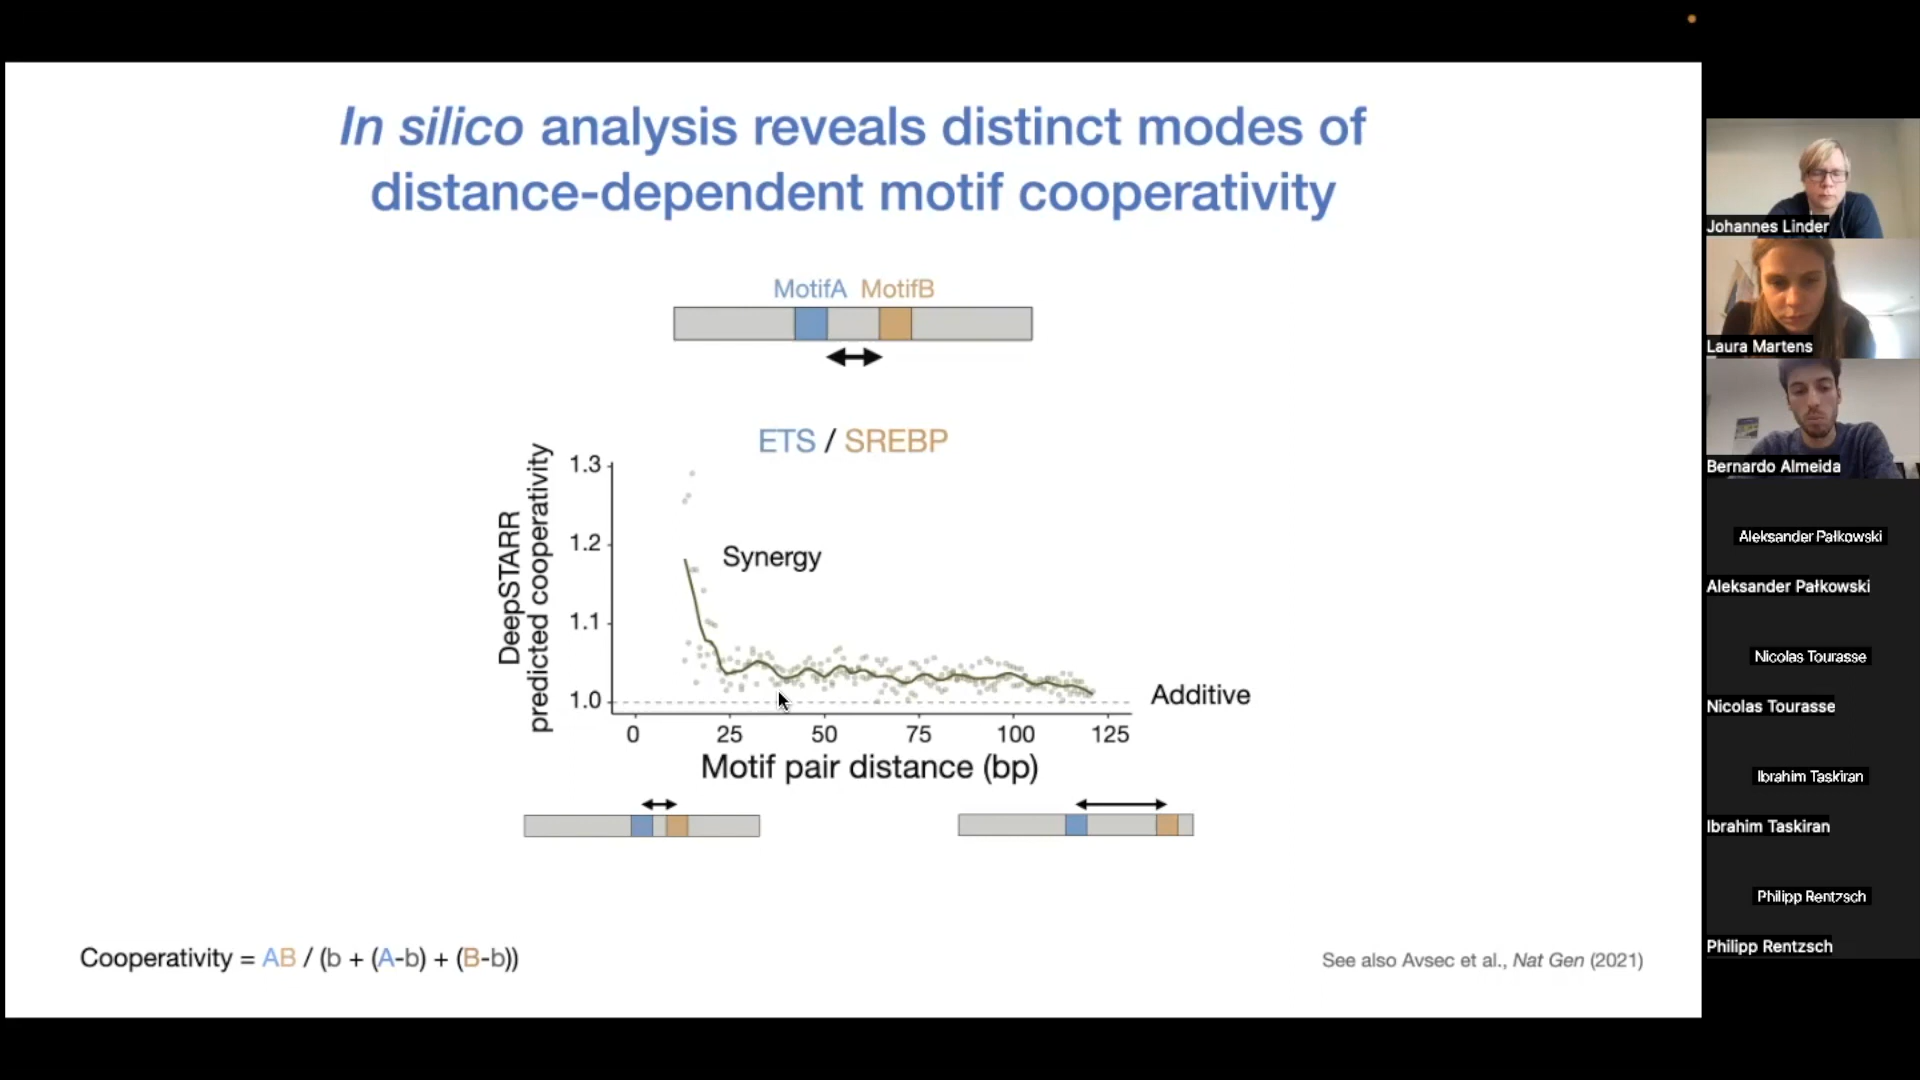 In silico analysis reveals distinct modes of
distance-dependent motif cooperativity
MotifA MotifB
ETS / SREBP
DeepSTARR
predicted cooperativity
1.3
1.2
1.1
1.0
Synergy
Additive
0 25 50 75 100 125
Motif pair distance (bp)
Cooperativity = AB / (b + (A-b) + (B-b))
See also Avsec et al., Nat Gen (2021)
Johannes Linder
Laura Martens
Bernardo Almeida
Aleksander Pałkowski
Aleksander Pałkowski
Nicolas Tourasse
Nicolas Tourasse
Ibrahim Taskiran
Ibrahim Taskiran
Philipp Rentzsch
Philipp Rentzsch